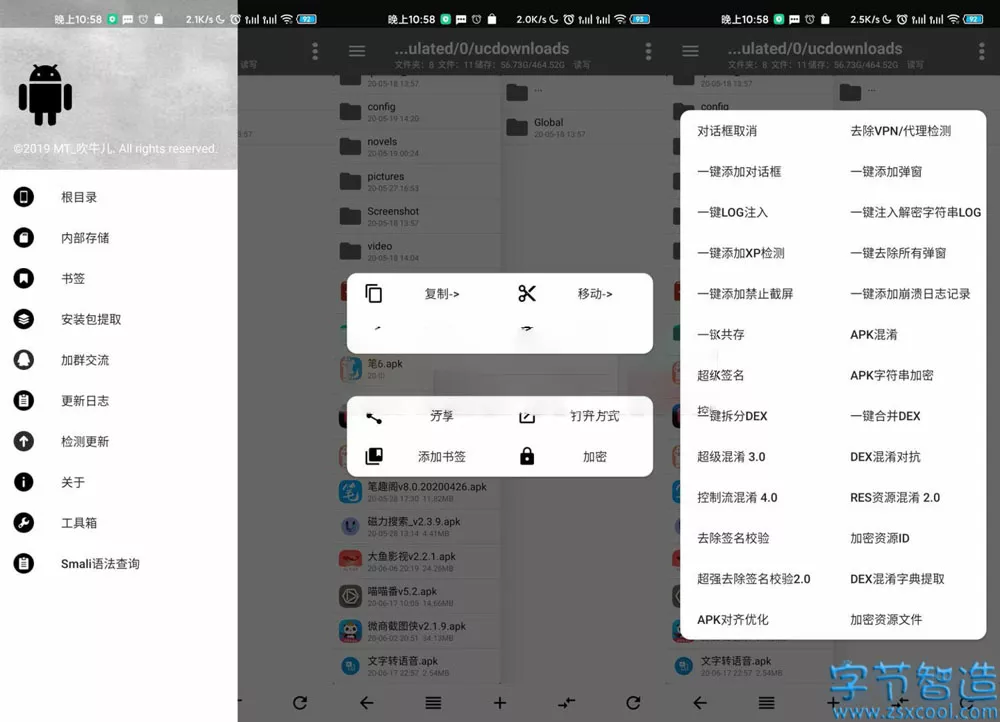 晚上10:58
2.1K/s
92
读写
©2019 MT_吹牛儿. All rights reserved.
根目录
内部存储
书签
安装包提取
加群交流
更新日志
检测更新
关于
工具箱
Smali语法查询
晚上10:58
2.0K/s
93
...ulated/0/ucdownloads
文件夹：8 文件：11 储存：56.73G/464.52G 读写
20-05-18 13:57
config
20-05-19 14:20
novels
20-05-19 00:24
pictures
20-05-27 16:53
Screenshot
20-05-18 13:57
video
20-05-18 14:04
...
Global
20-05-18 13:57
复制->
移动->
分享
打开方式
添加书签
加密
笔趣阁v8.0.20200426.apk
20-05-28 17:30 11.82MB
磁力搜索_v2.3.9.apk
20-05-28 13:14 4.41MB
大鱼影视v2.2.1.apk
20-06-06 20:19 24.28MB
喵喵番v5.2.apk
20-06-17 10:05 14.66MB
微商截图侠v2.1.9.apk
20-06-02 20:51 34.13MB
文字转语音.apk
20-06-17 22:57 2.54MB
晚上10:58
2.5K/s
92
...ulated/0/ucdownloads
文件夹：8 文件：11 储存：56.73G/464.52G 读写
20-05-18 13:57
config
...
对话框取消
去除VPN/代理检测
一键添加对话框
一键添加弹窗
一键LOG注入
一键注入解密字符串LOG
一键添加XP检测
一键去除所有弹窗
一键添加禁止截屏
一键添加崩溃日志记录
一键共存
APK混淆
超级签名
APK字符串加密
一键拆分DEX
一键合并DEX
超级混淆 3.0
DEX混淆对抗
控制流混淆 4.0
RES资源混淆 2.0
去除签名校验
加密资源ID
超强去除签名校验2.0
DEX混淆字典提取
APK对齐优化
加密资源文件
文字转语音.apk
20-06-17 22:57 2.54MB
字节智造
www.zsxcool.com